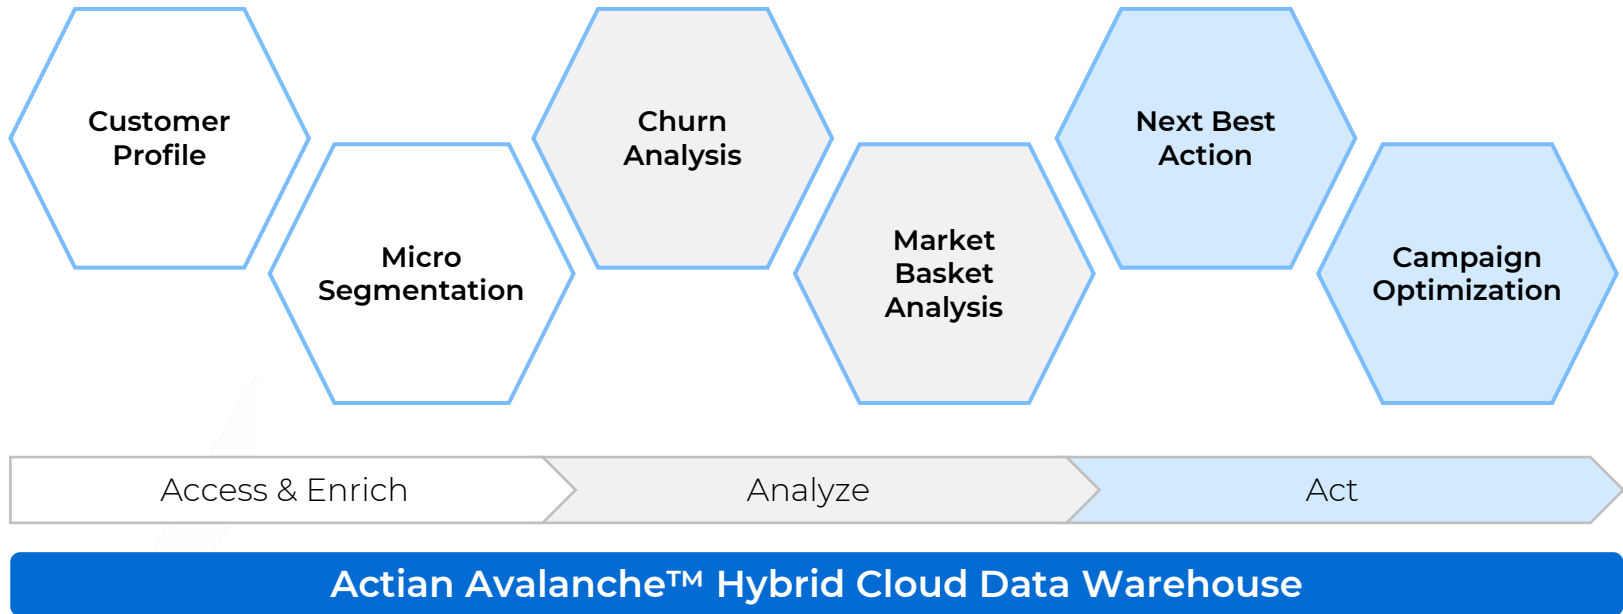 Customer
Profile
Micro
Segmentation
Churn
Analysis
Market
Basket
Analysis
Next Best
Action
Campaign
Optimization
Access & Enrich
Analyze
Act
Actian Avalanche™ Hybrid Cloud Data Warehouse